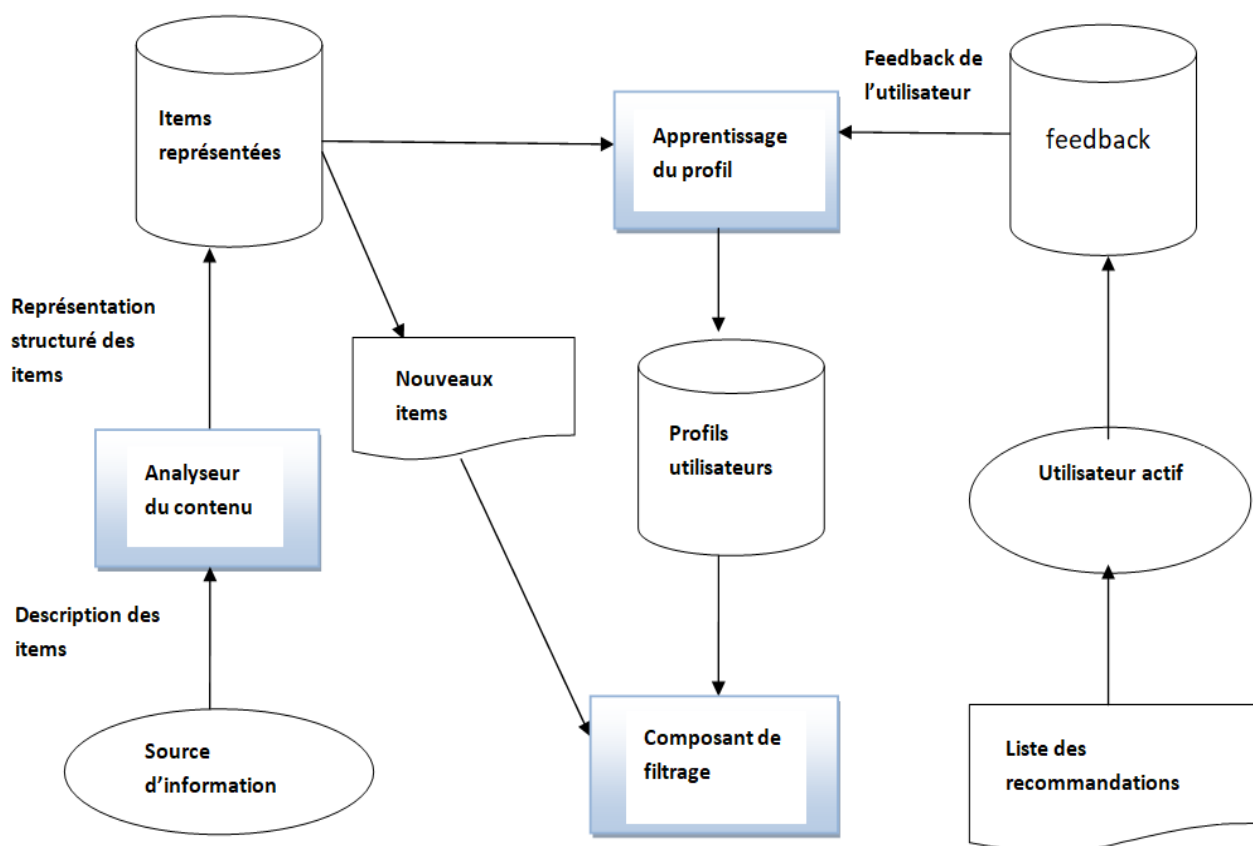 Items
représentées
Apprentissage
du profil
Feedback de
l’utilisateur
feedback
Représentation
structuré des
items
Nouveaux
items
Profils
utilisateurs
Utilisateur actif
Analyseur
du contenu
Description des
items
Source
d’information
Composant de
filtrage
Liste des
recommandations